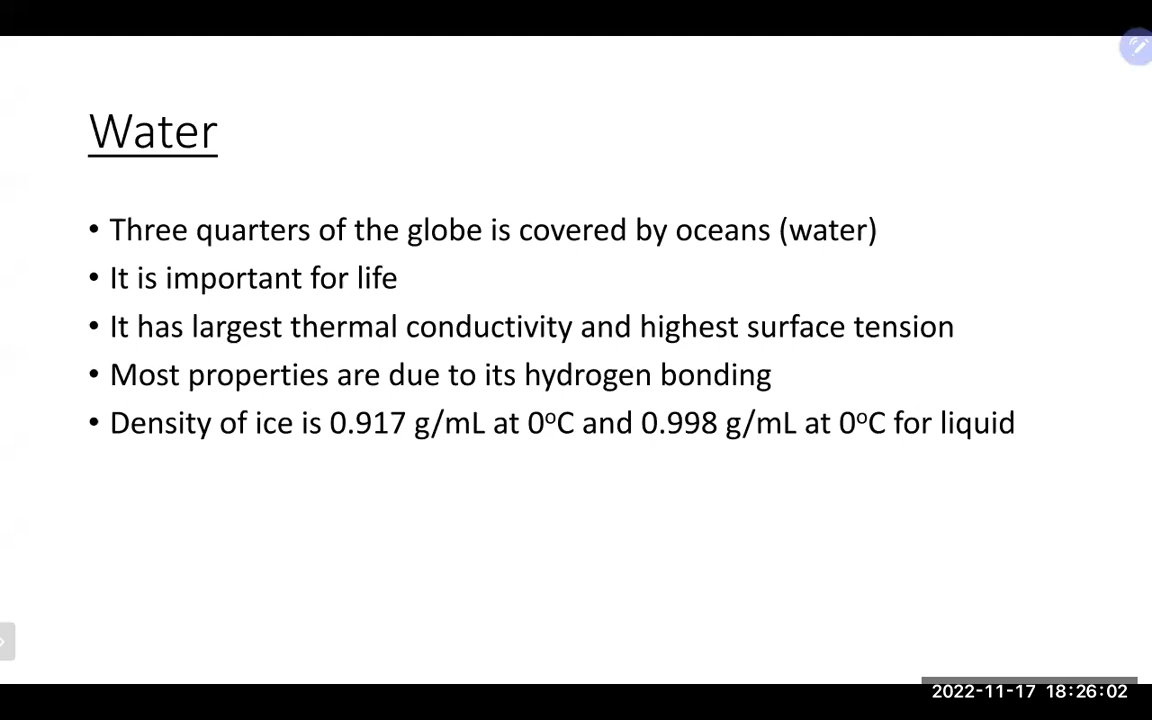 Water
• Three quarters of the globe is covered by oceans (water)
• It is important for life
• It has largest thermal conductivity and highest surface tension
• Most properties are due to its hydrogen bonding
• Density of ice is 0.917 g/mL at 0ºC and 0.998 g/mL at 0ºC for liquid
2022-11-17 18:26:02